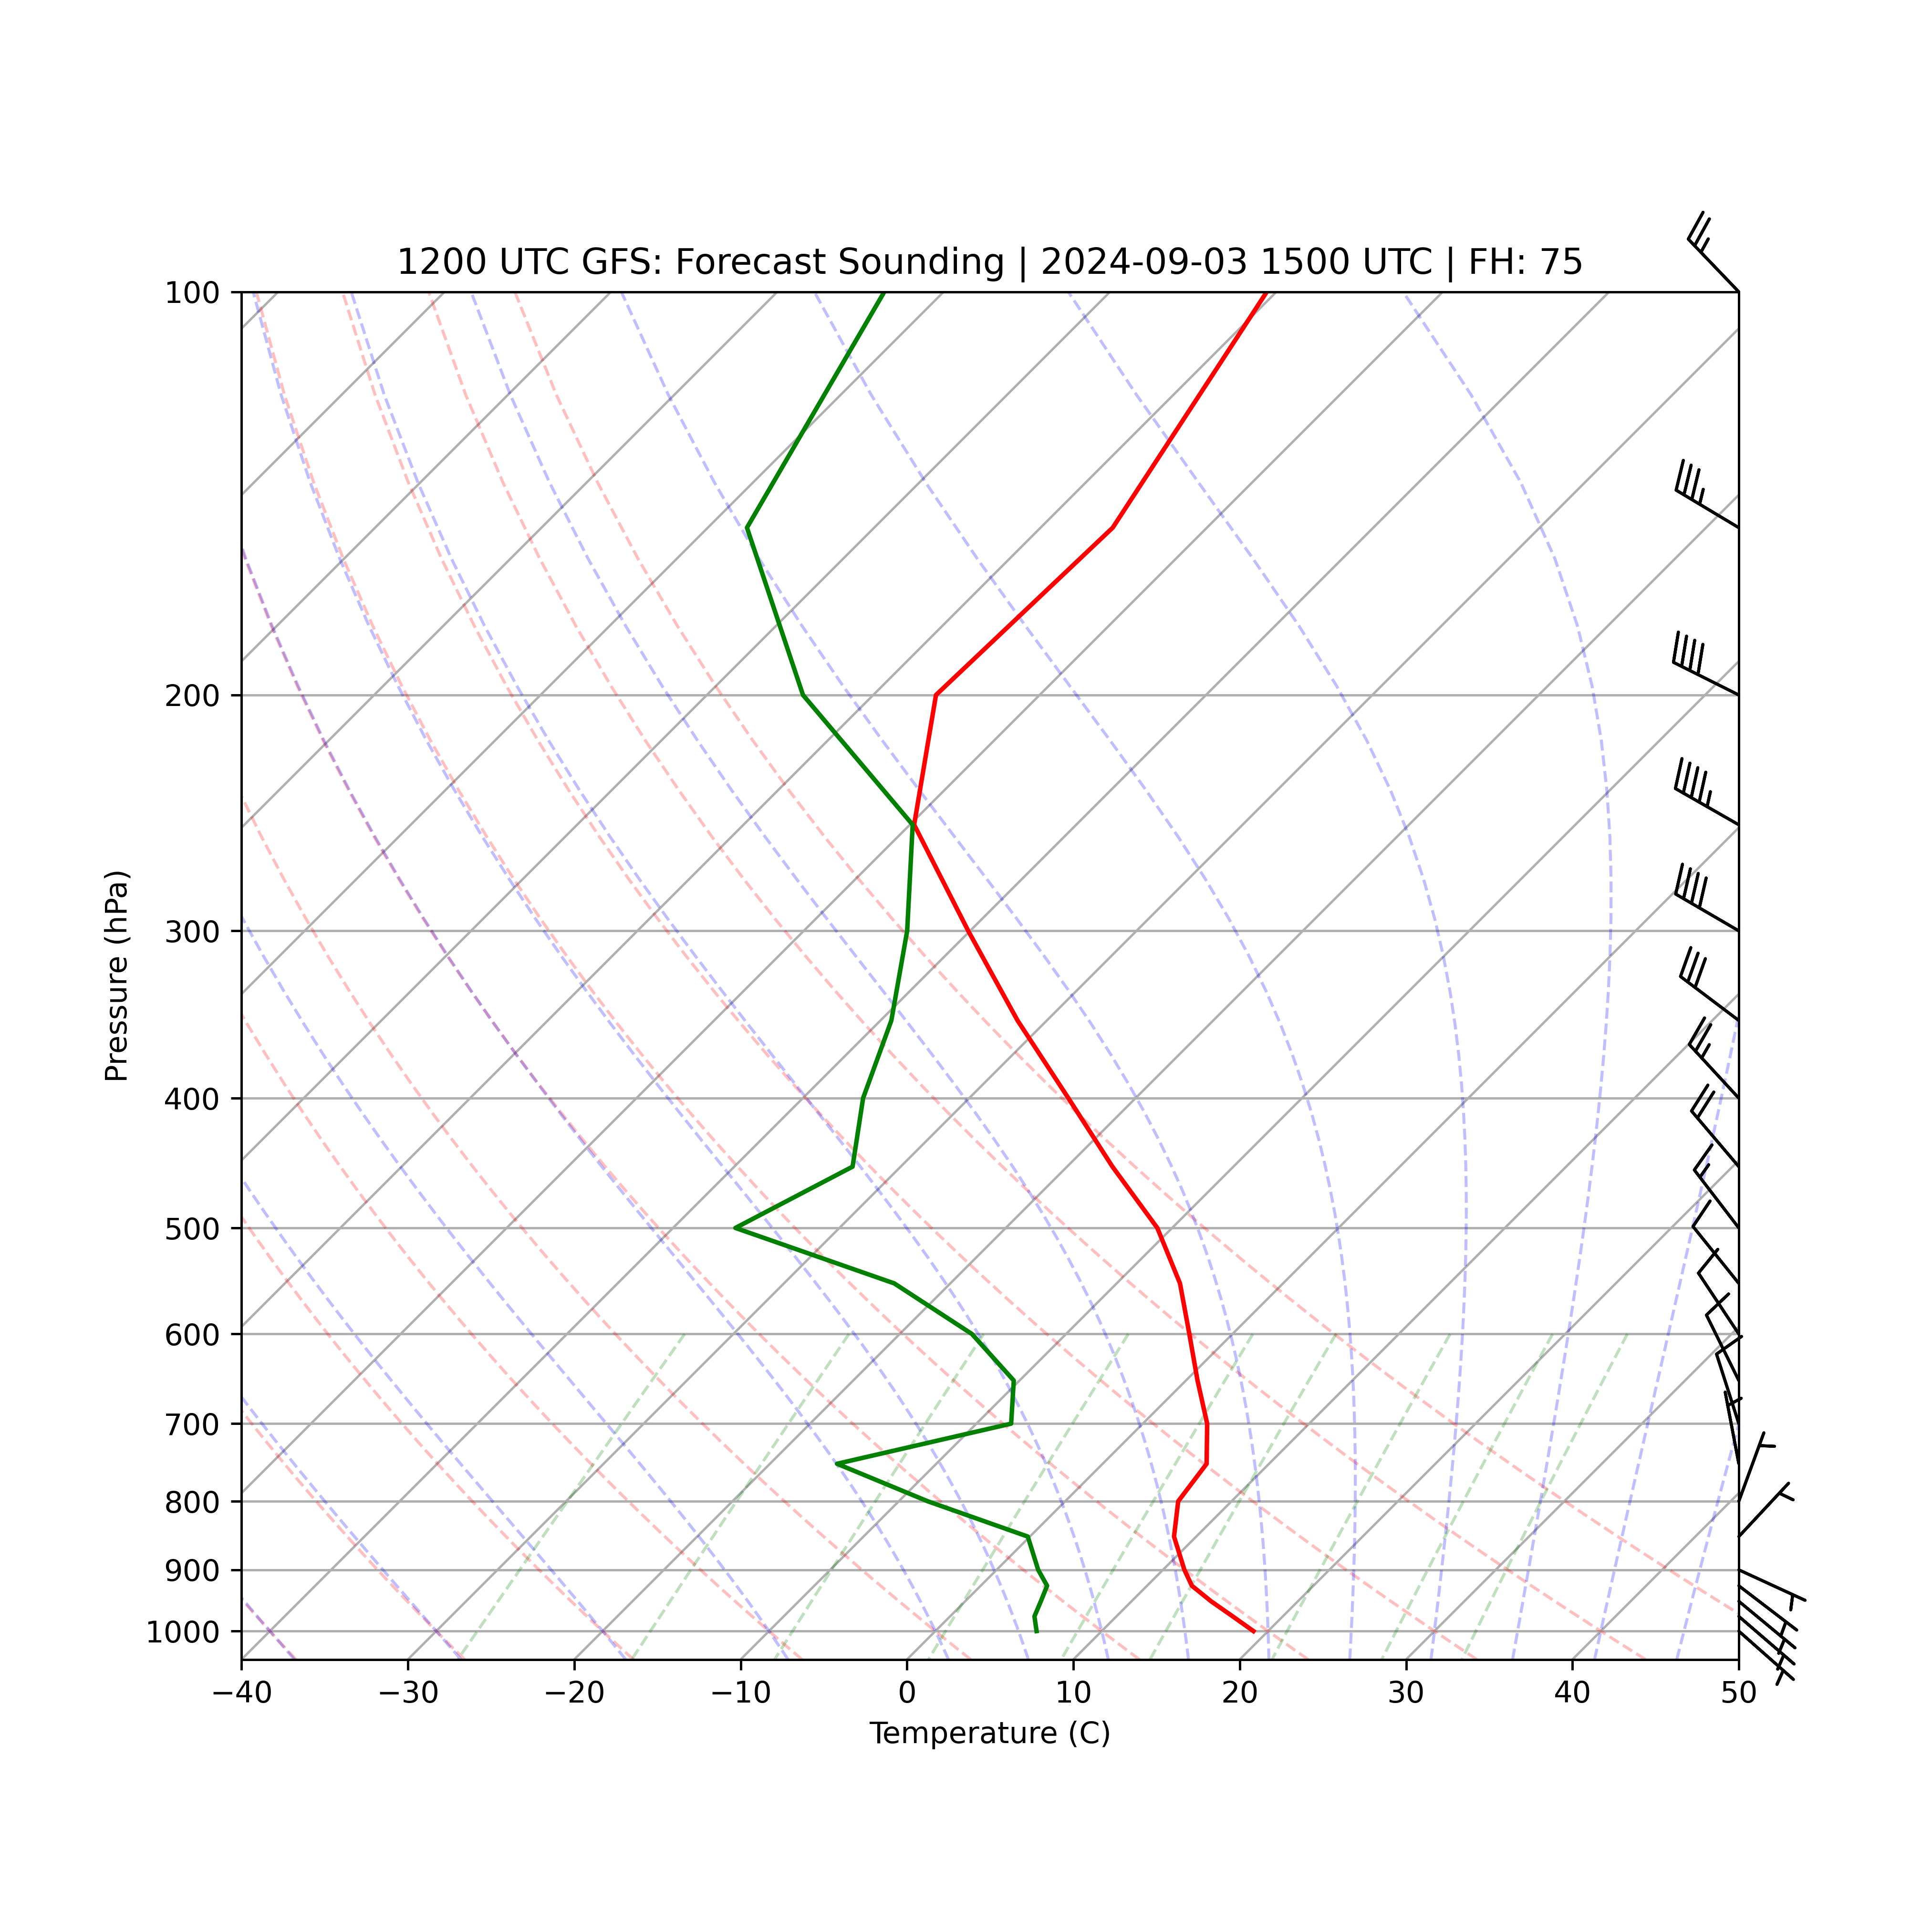 1200 UTC GFS: Forecast Sounding | 2024-09-03 1500 UTC | FH: 75
100
200
300
400
500
600
700
800
900
1000
Pressure (hPa)
−40 −30 −20 −10 0 10 20 30 40 50
Temperature (C)